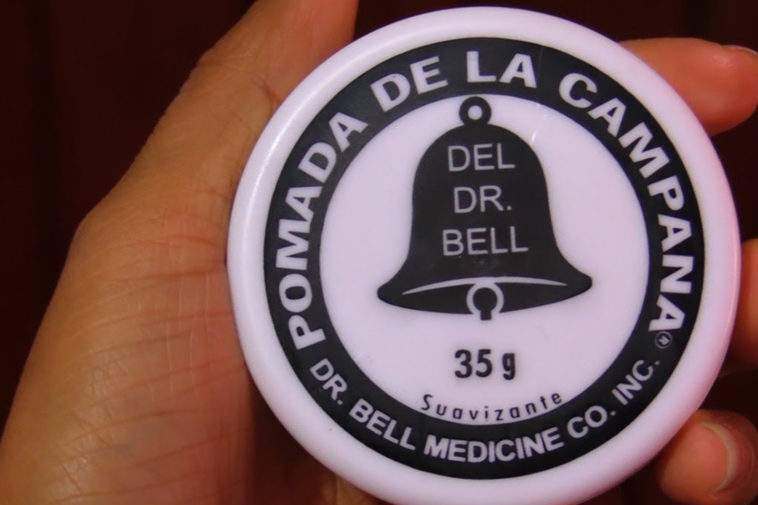 POMADA DE LA CAMPANA®
DEL
DR.
BELL
35 g
Suavizante
DR. BELL MEDICINE CO. INC.